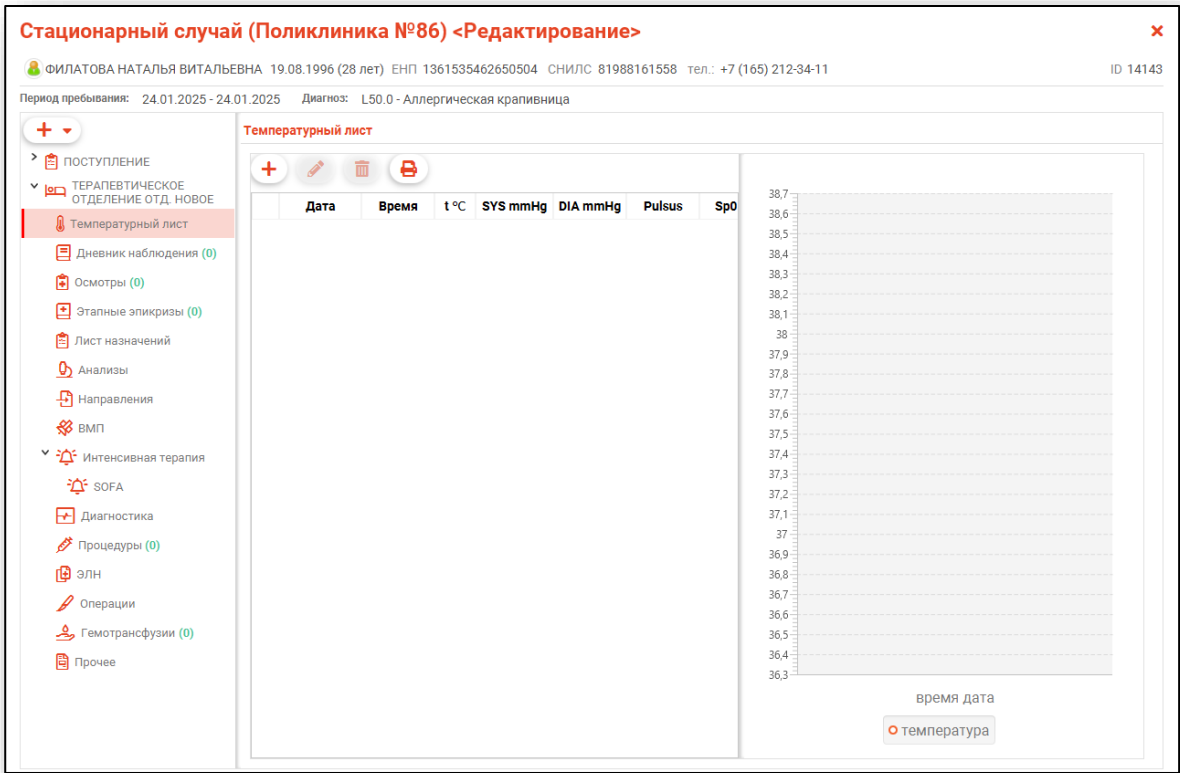 Стационарный случай (Поликлиника №86) <Редактирование>
ФИЛАТОВА НАТАЛЬЯ ВИТАЛЬЕВНА 19.08.1996 (28 лет) ЕНП 1361535462650504 СНИЛС 81988161558 тел.: +7 (165) 212-34-11 ID 14143
Период пребывания: 24.01.2025 - 24.01.2025 Диагноз: L50.0 - Аллергическая крапивница
ПОСТУПЛЕНИЕ
ТЕРАПЕВТИЧЕСКОЕ
ОТДЕЛЕНИЕ ОТД. НОВОЕ
Температурный лист
Дневник наблюдения (0)
Осмотры (0)
Этапные эпикризы (0)
Лист назначений
Анализы
Направления
ВМП
Интенсивная терапия
SOFA
Диагностика
Процедуры (0)
ЭЛН
Операции
Гемотрансфузии (0)
Прочее
Температурный лист
Дата Время t °C SYS mmHg DIA mmHg Pulsus Sp0
38,7
38,6
38,5
38,4
38,3
38,2
38,1
38
37,9
37,8
37,7
37,6
37,5
37,4
37,3
37,2
37,1
37
36,9
36,8
36,7
36,6
36,5
36,4
36,3
время дата
температура